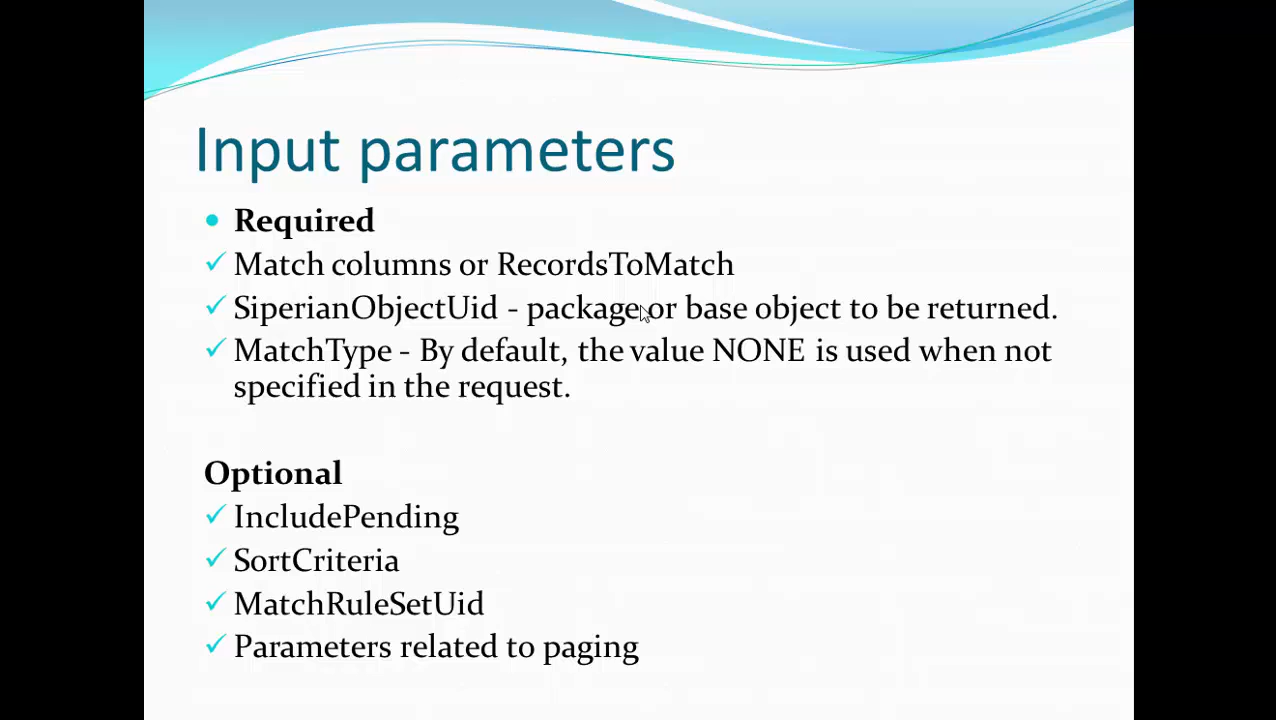 Input parameters
Required
Match columns or RecordsToMatch
SiperianObjectUid - package or base object to be returned.
MatchType - By default, the value NONE is used when not
specified in the request.
Optional
IncludePending
SortCriteria
MatchRuleSetUid
Parameters related to paging